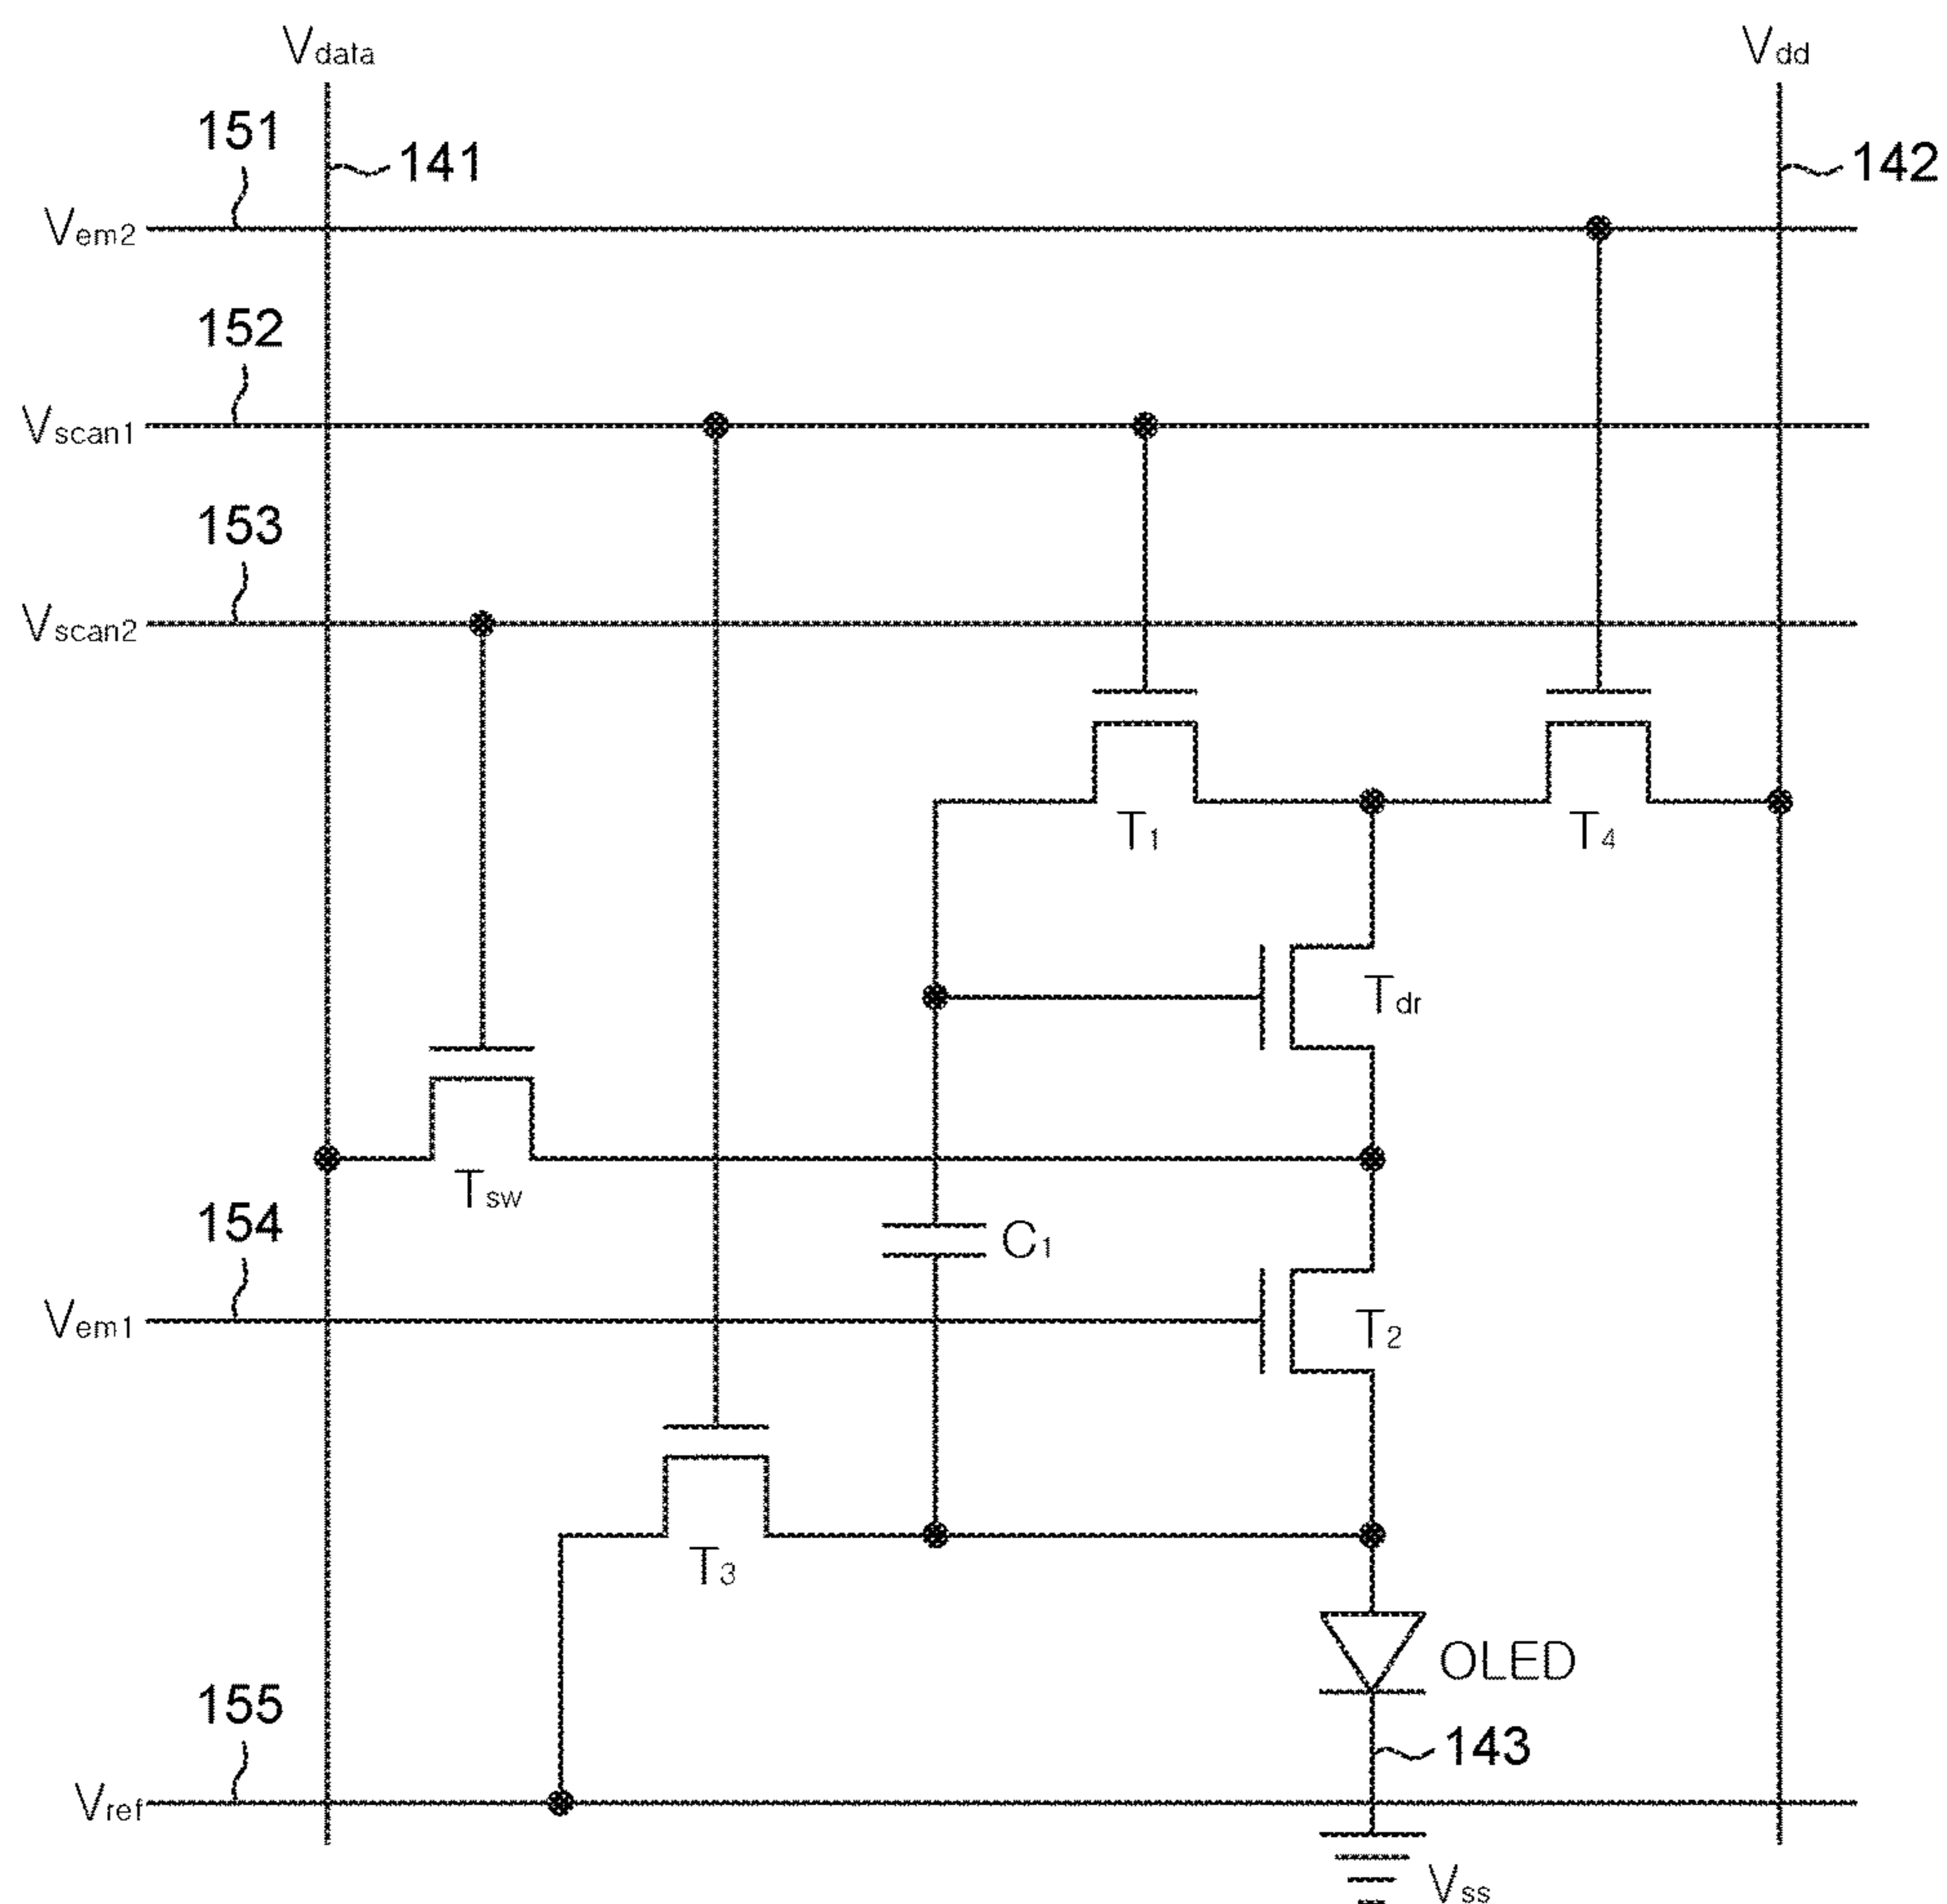 Vdata
Vdd
151
141
142
Vem2
152
Vscan1
153
Vscan2
T1
T4
Tdr
Tsw
154
C1
Vem1
T2
T3
OLED
155
143
Vref
Vss